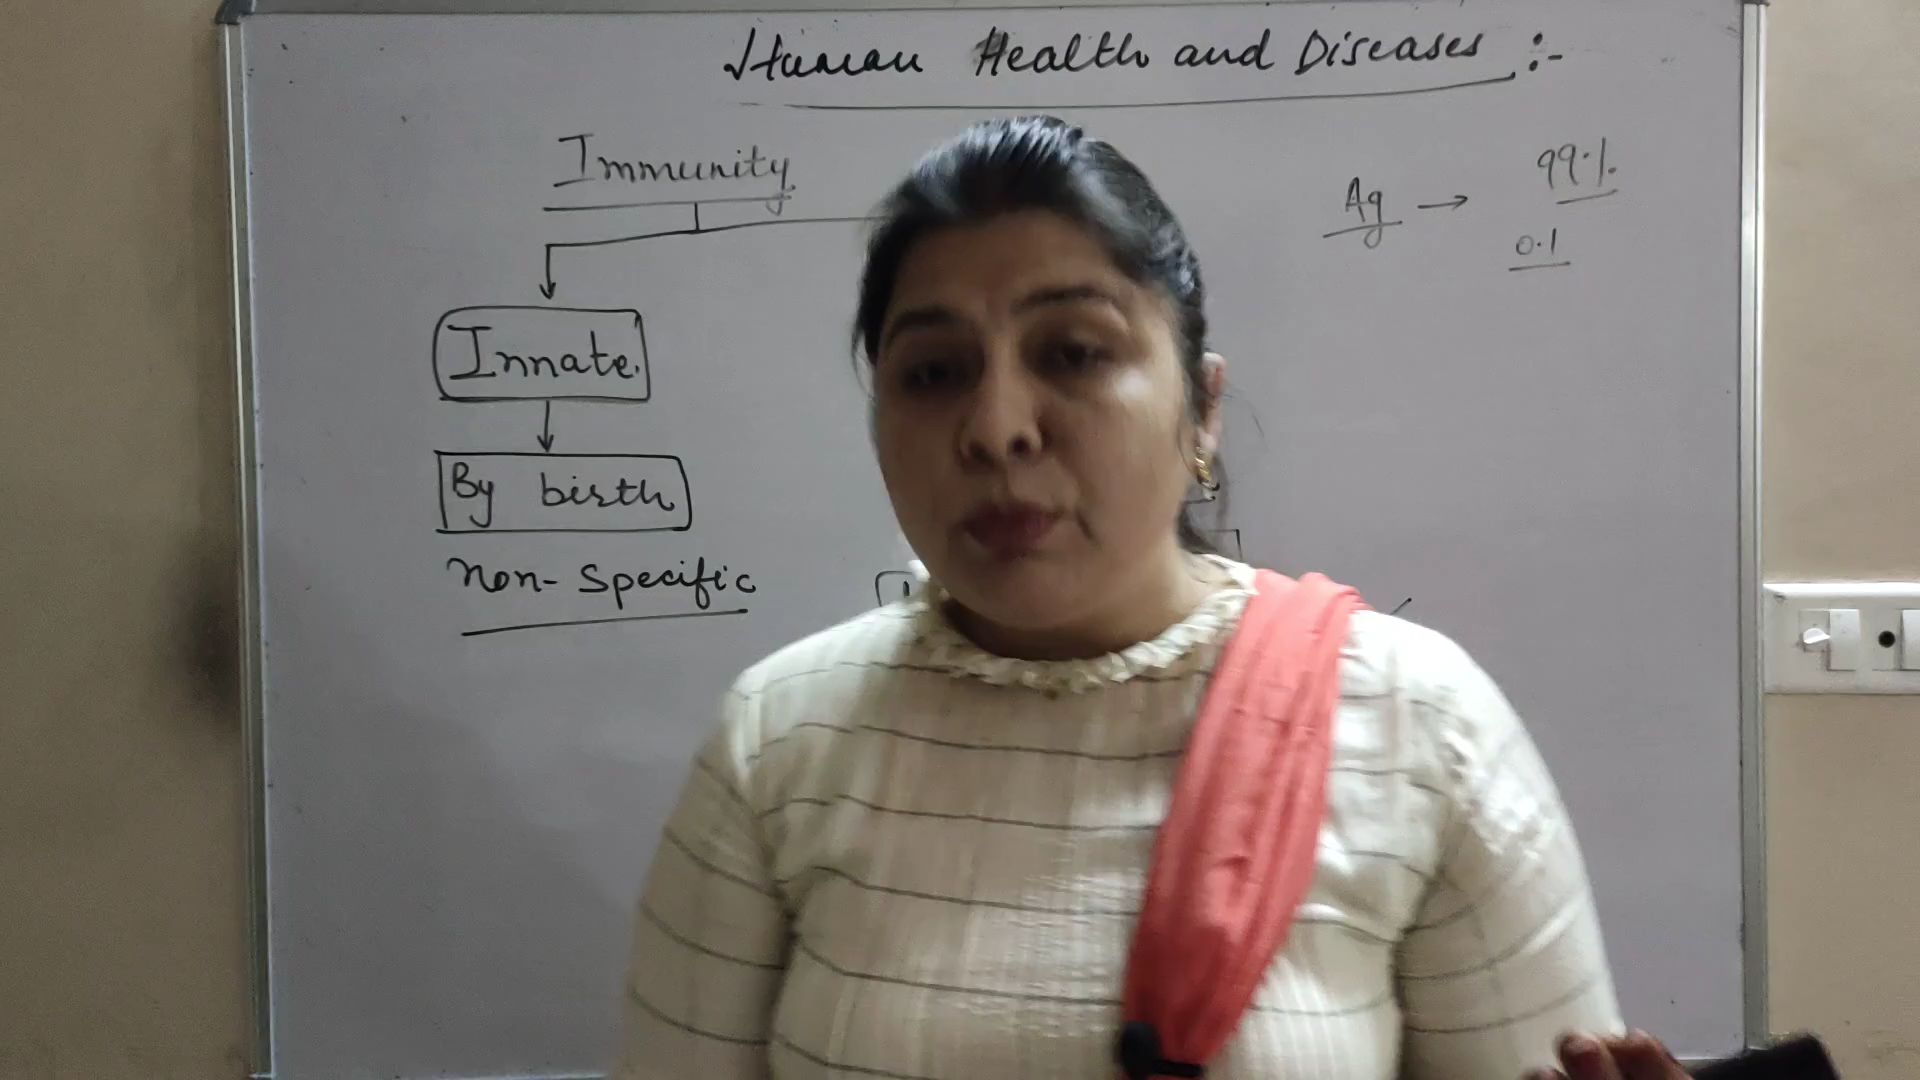 Human Health and Diseases :-
Immunity
Ag → 99%
0.1
Innate.
By birth
Non-Specific